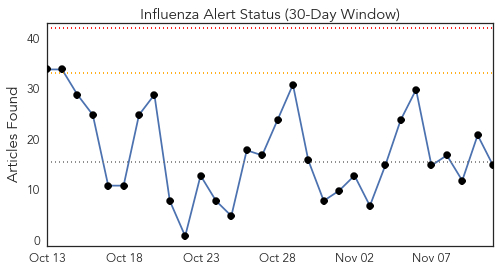 Influenza Alert Status (30-Day Window)
Articles Found
40
30
20
10
0
Oct 13 Oct 18 Oct 23 Oct 28 Nov 02 Nov 07